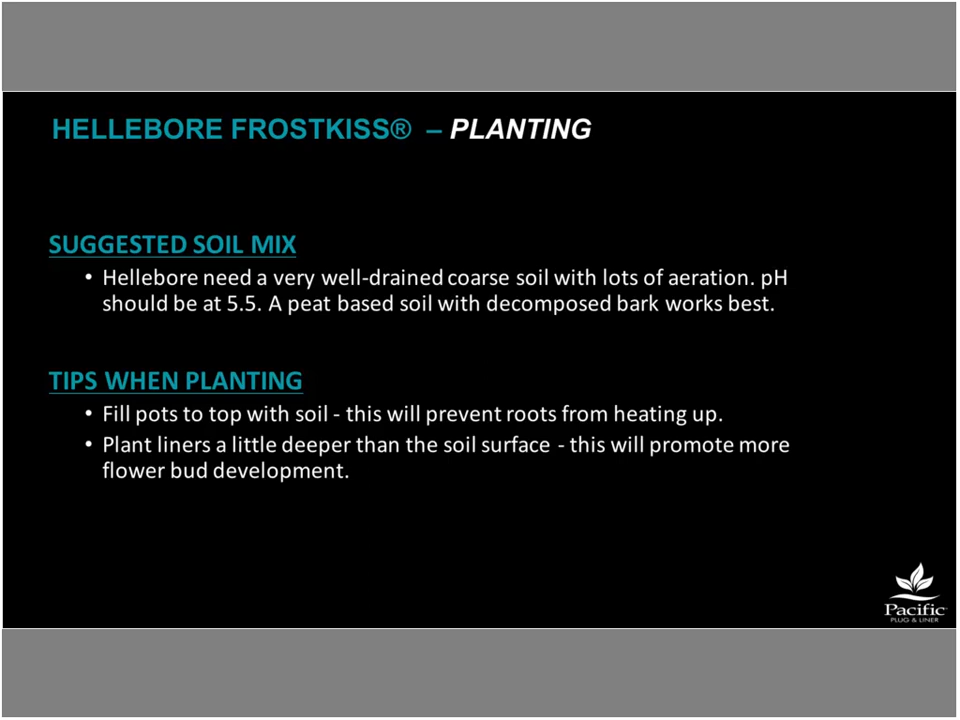 HELLEBORE FROSTKISS® – PLANTING
SUGGESTED SOIL MIX
• Hellebore need a very well-drained coarse soil with lots of aeration. pH
should be at 5.5. A peat based soil with decomposed bark works best.
TIPS WHEN PLANTING
• Fill pots to top with soil - this will prevent roots from heating up.
• Plant liners a little deeper than the soil surface - this will promote more
flower bud development.
Pacific
PLUG & LINER